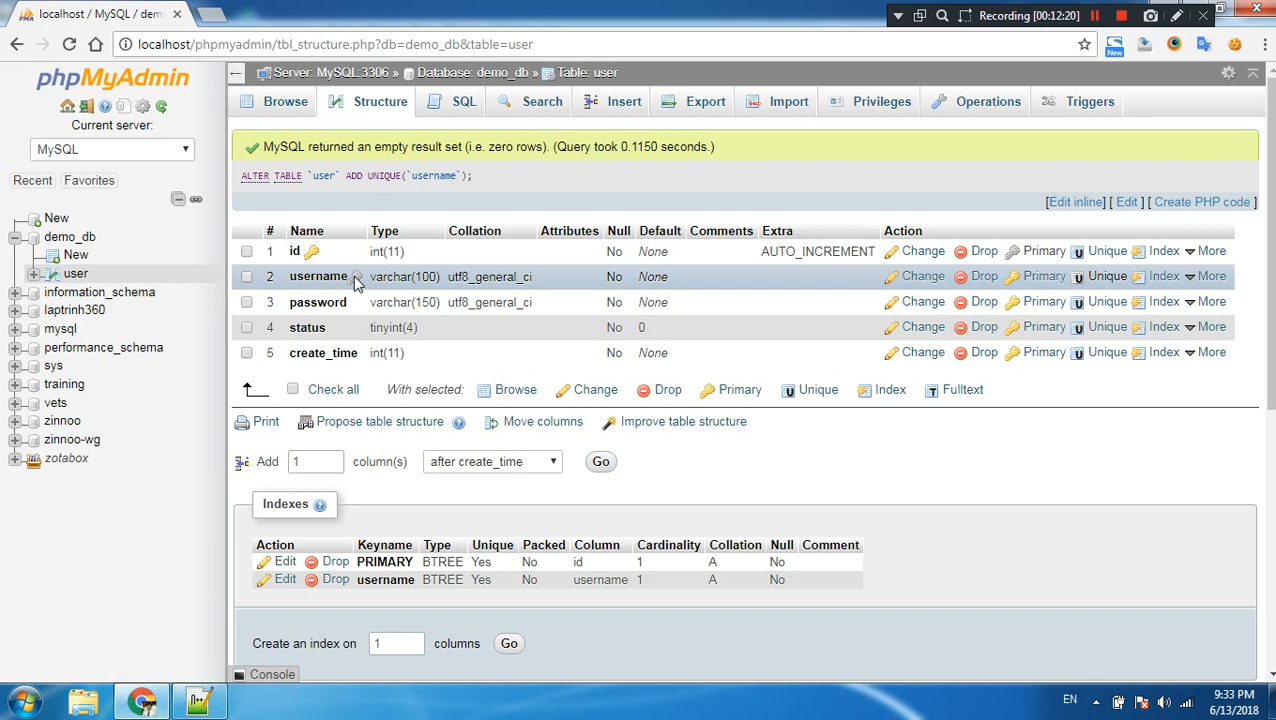 localhost / MySQL / demo
Recording [00:12:20]
localhost/phpmyadmin/tbl_structure.php?db=demo_db&table=user
New
phpMyAdmin
Current server:
MySQL
Recent Favorites
New
demo_db
New
user
information_schema
laptrinh360
mysql
performance_schema
sys
training
vets
zinnoo
zinnoo-wg
zotabox
Server: MySQL:3306 » Database: demo_db » Table: user
Browse Structure SQL Search Insert Export Import Privileges Operations Triggers
MySQL returned an empty result set (i.e. zero rows). (Query took 0.1150 seconds.)
ALTER TABLE `user` ADD UNIQUE(`username`);
[Edit inline] [ Edit ] [ Create PHP code ]
# Name Type Collation Attributes Null Default Comments Extra Action
1 id int(11) No None AUTO_INCREMENT Change Drop Primary Unique Index More
2 username varchar(100) utf8_general_ci No None Change Drop Primary Unique Index More
3 password varchar(150) utf8_general_ci No None Change Drop Primary Unique Index More
4 status tinyint(4) No 0 Change Drop Primary Unique Index More
5 create_time int(11) No None Change Drop Primary Unique Index More
Check all With selected: Browse Change Drop Primary Unique Index Fulltext
Print Propose table structure Move columns Improve table structure
Add 1 column(s) after create_time Go
Indexes
Action Keyname Type Unique Packed Column Cardinality Collation Null Comment
Edit Drop PRIMARY BTREE Yes No id 1 A No
Edit Drop username BTREE Yes No username 1 A No
Create an index on 1 columns Go
Console
EN
9:33 PM
6/13/2018